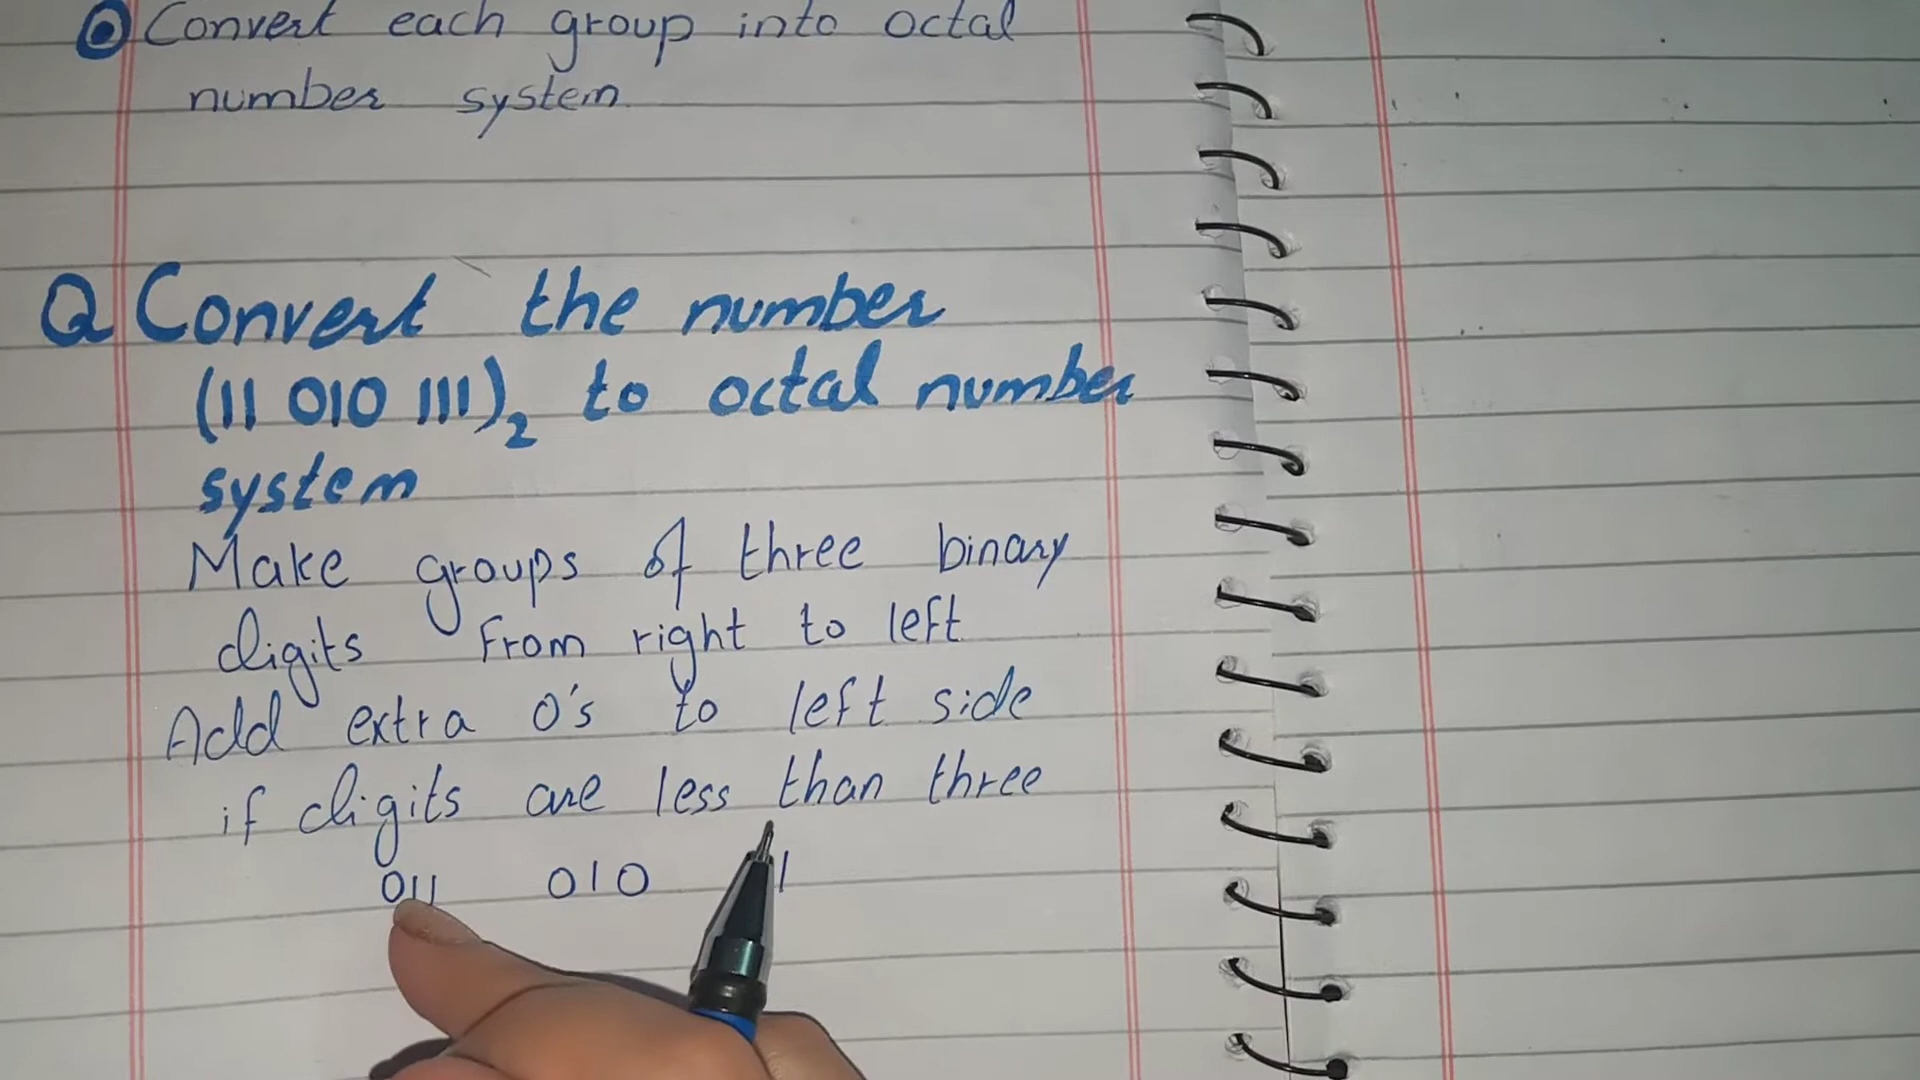 Convert each group into octal
number system.
Q Convert the number
(11 010 111)₂ to octal number
system
Make groups of three binary
digits From right to left
Add extra 0's to left side
if digits are less than three
011 010